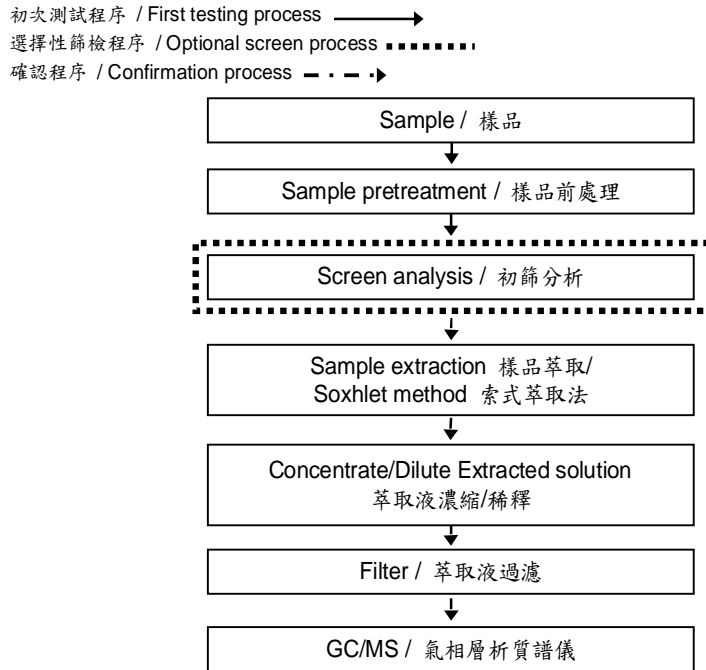 初次測試程序 / First testing process
選擇性篩檢程序 / Optional screen process
確認程序 / Confirmation process
Sample / 樣品
Sample pretreatment / 樣品前處理
Screen analysis / 初篩分析
Sample extraction 樣品萃取/
Soxhlet method 索式萃取法
Concentrate/Dilute Extracted solution
萃取液濃縮/稀釋
Filter / 萃取液過濾
GC/MS / 氣相層析質譜儀